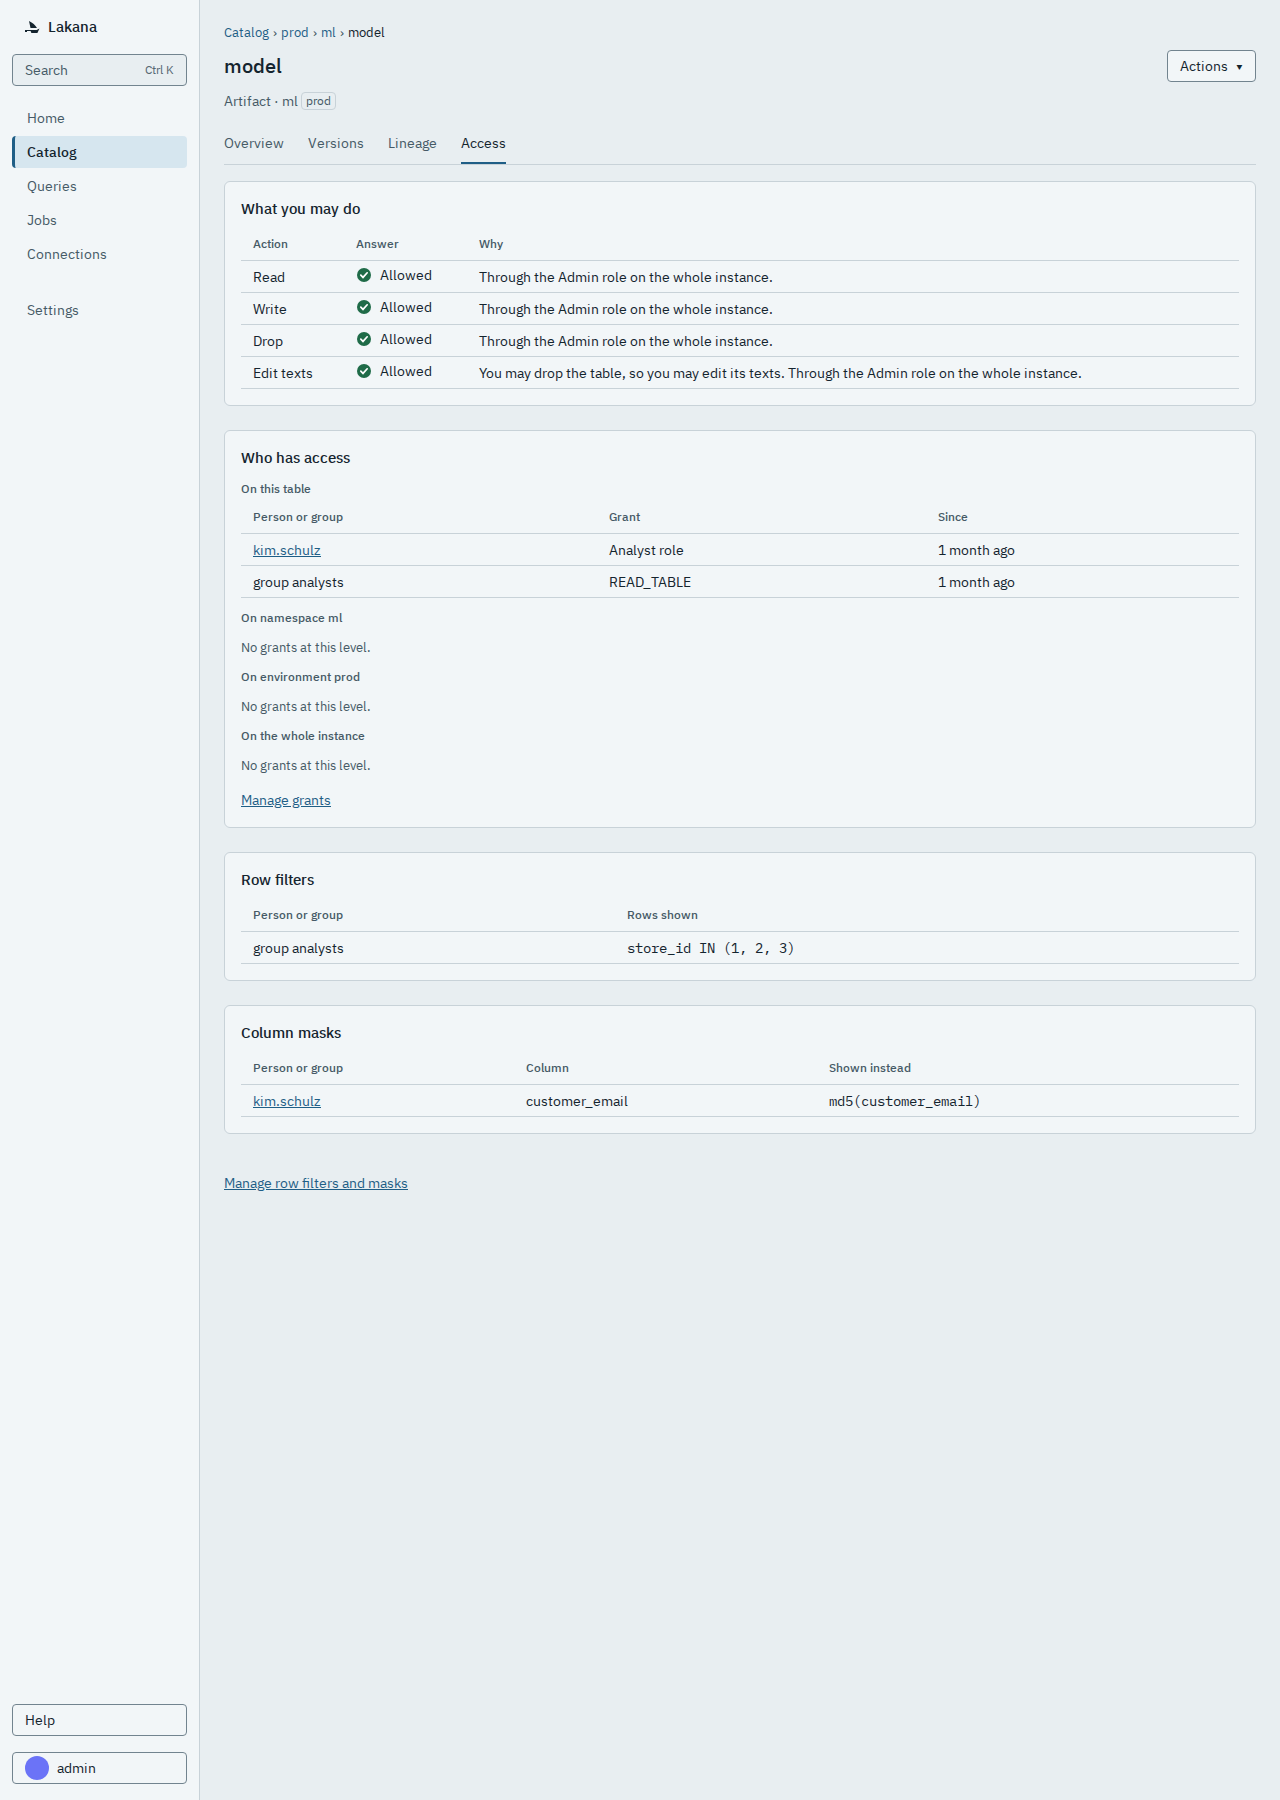 Lakana
Search Ctrl K
Home
Catalog
Queries
Jobs
Connections
Settings
Help
admin
Catalog › prod › ml › model
model
Actions ▾
Artifact · ml prod
Overview Versions Lineage Access
What you may do
Action Answer Why
Read Allowed Through the Admin role on the whole instance.
Write Allowed Through the Admin role on the whole instance.
Drop Allowed Through the Admin role on the whole instance.
Edit texts Allowed You may drop the table, so you may edit its texts. Through the Admin role on the whole instance.
Who has access
On this table
Person or group Grant Since
kim.schulz Analyst role 1 month ago
group analysts READ_TABLE 1 month ago
On namespace ml
No grants at this level.
On environment prod
No grants at this level.
On the whole instance
No grants at this level.
Manage grants
Row filters
Person or group Rows shown
group analysts store_id IN (1, 2, 3)
Column masks
Person or group Column Shown instead
kim.schulz customer_email md5(customer_email)
Manage row filters and masks